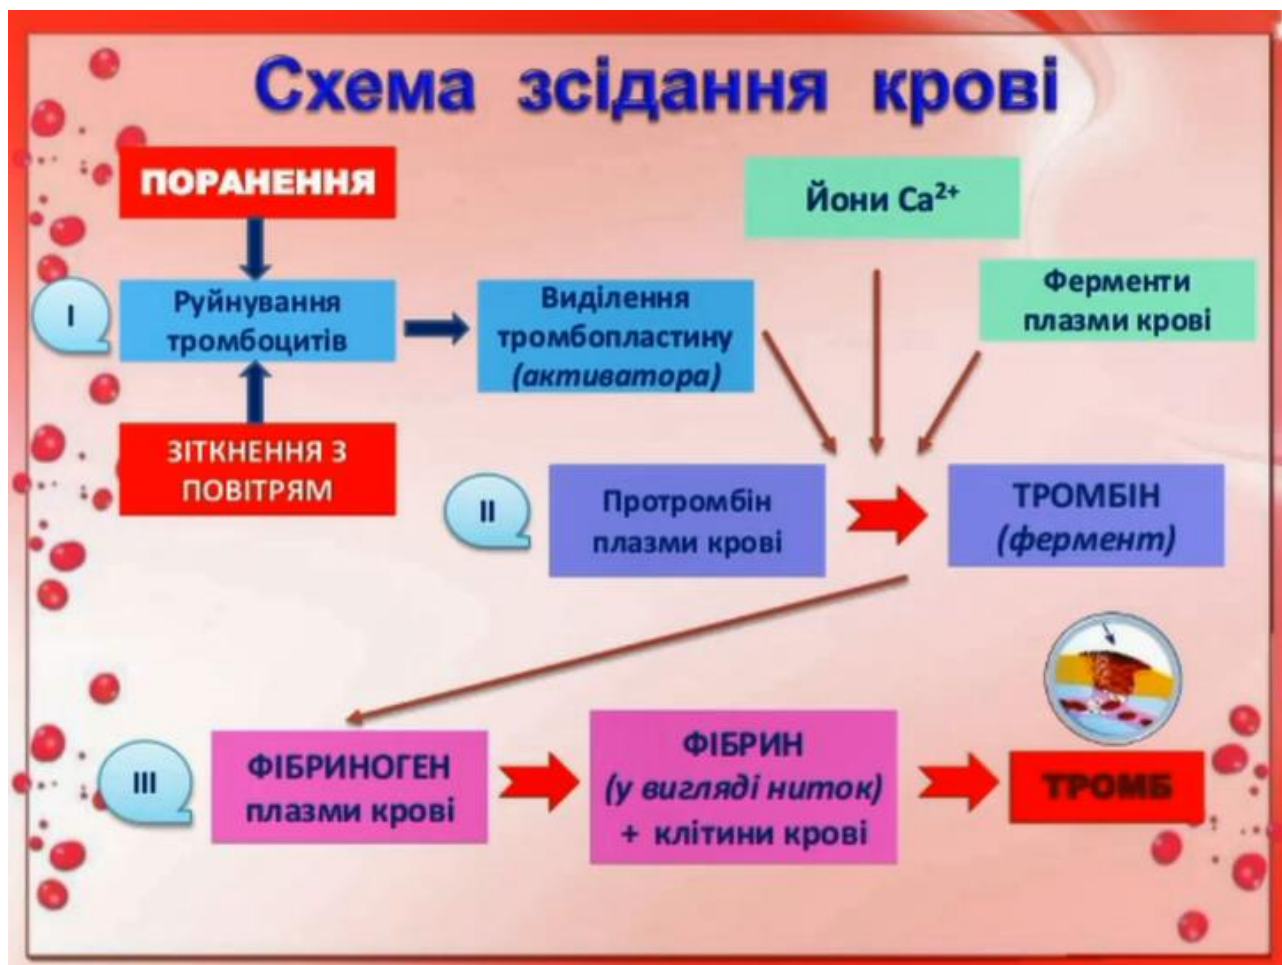 Схема зсідання крові
ПОРАНЕННЯ
Йони Ca²⁺
Ферменти
плазми крові
I
Руйнування
тромбоцитів
Виділення
тромбопластину
(активатора)
ЗІТКНЕННЯ З
ПОВІТРЯМ
II
Протромбін
плазми крові
ТРОМБІН
(фермент)
III
ФІБРИНОГЕН
плазми крові
ФІБРИН
(у вигляді ниток)
+ клітини крові
ТРОМБ